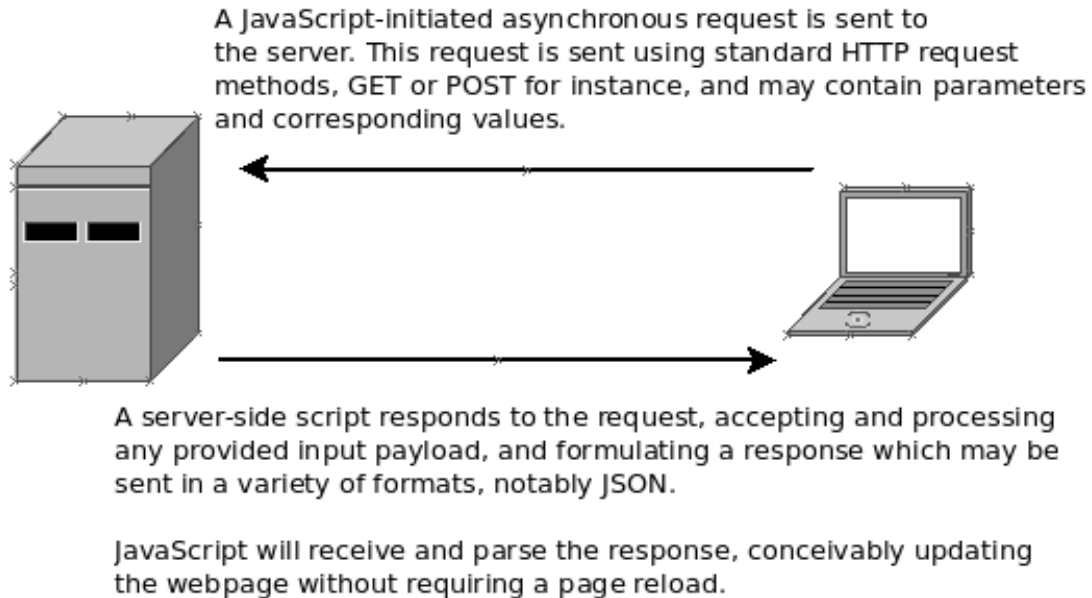 A JavaScript-initiated asynchronous request is sent to
the server. This request is sent using standard HTTP request
methods, GET or POST for instance, and may contain parameters
and corresponding values.
A server-side script responds to the request, accepting and processing
any provided input payload, and formulating a response which may be
sent in a variety of formats, notably JSON.
JavaScript will receive and parse the response, conceivably updating
the webpage without requiring a page reload.